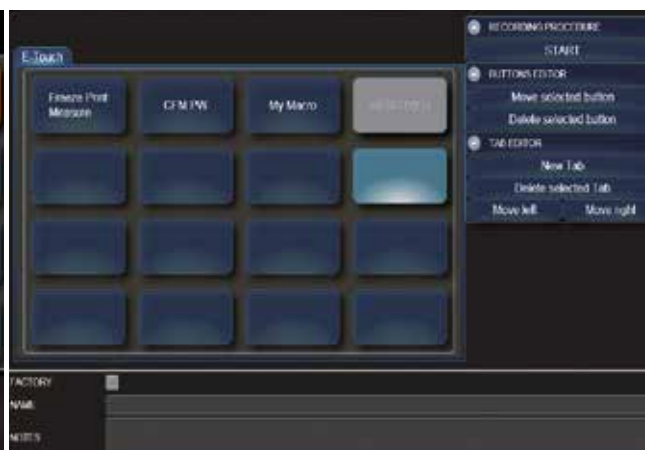 E-Touch
Freeze Print
Measure
CFM PW
My Macro
RECORDING PROCEDURE
START
BUTTONS EDITOR
Move selected button
Delete selected button
TAB EDITOR
New Tab
Delete selected Tab
Move left Move right
FACTORY
NAME
NOTES